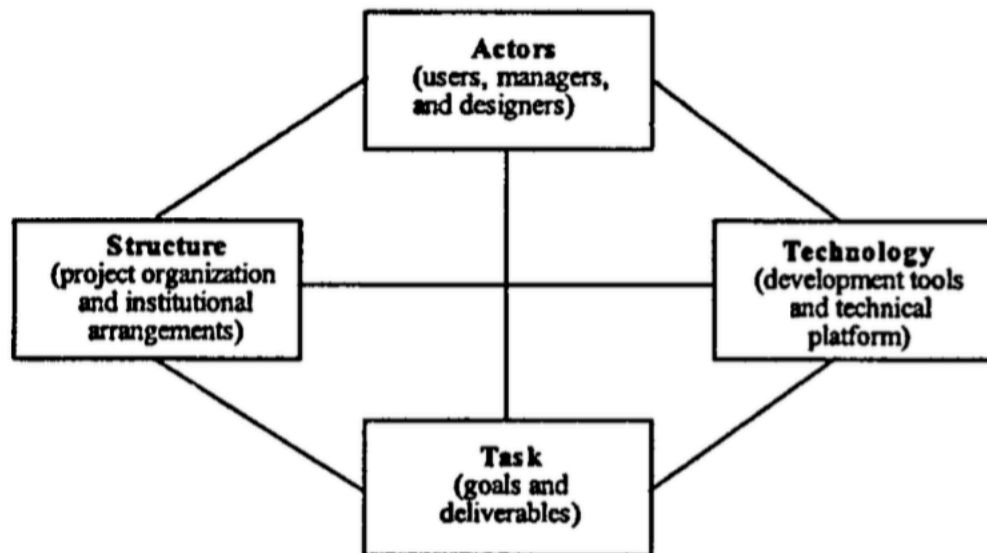 Actors
(users, managers,
and designers)
Structure
(project organization
and institutional
arrangements)
Technology
(development tools
and technical
platform)
Task
(goals and
deliverables)